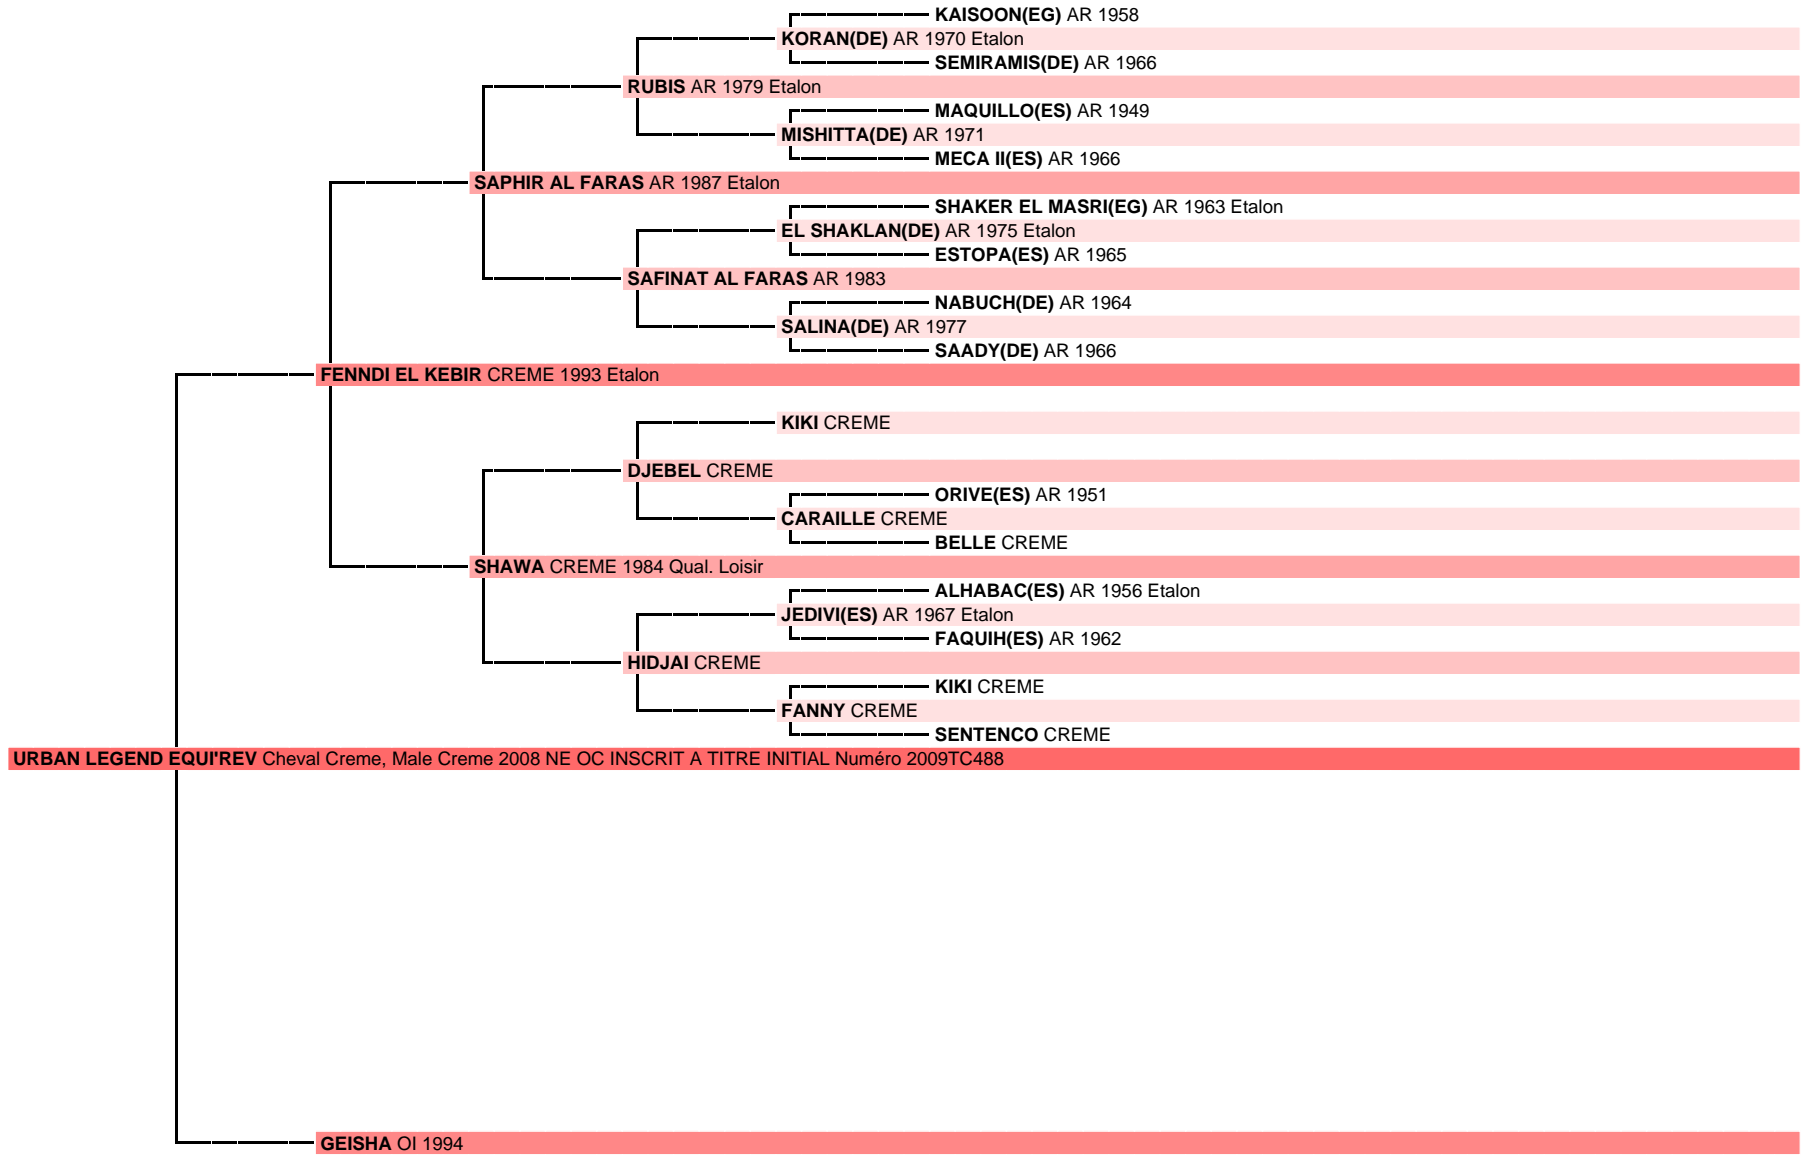 KAISOON(EG) AR 1958
KORAN(DE) AR 1970 Etalon
SEMIRAMIS(DE) AR 1966
RUBIS AR 1979 Etalon
MAQUILLO(ES) AR 1949
MISHITTA(DE) AR 1971
MECA II(ES) AR 1966
SAPHIR AL FARAS AR 1987 Etalon
SHAKER EL MASRI(EG) AR 1963 Etalon
EL SHAKLAN(DE) AR 1975 Etalon
ESTOPA(ES) AR 1965
SAFINAT AL FARAS AR 1983
NABUCH(DE) AR 1964
SALINA(DE) AR 1977
SAADY(DE) AR 1966
FENNDI EL KEBIR CREME 1993 Etalon
KIKI CREME
DJEBEL CREME
ORIVE(ES) AR 1951
CARAILLE CREME
BELLE CREME
SHAWA CREME 1984 Qual. Loisir
ALHABAC(ES) AR 1956 Etalon
JEDIVI(ES) AR 1967 Etalon
FAQUIH(ES) AR 1962
HIDJAI CREME
KIKI CREME
FANNY CREME
SENTENCO CREME
URBAN LEGEND EQUI'REV Cheval Creme, Male Creme 2008 NE OC INSCRIT A TITRE INITIAL Numéro 2009TC488
GEISHA OI 1994